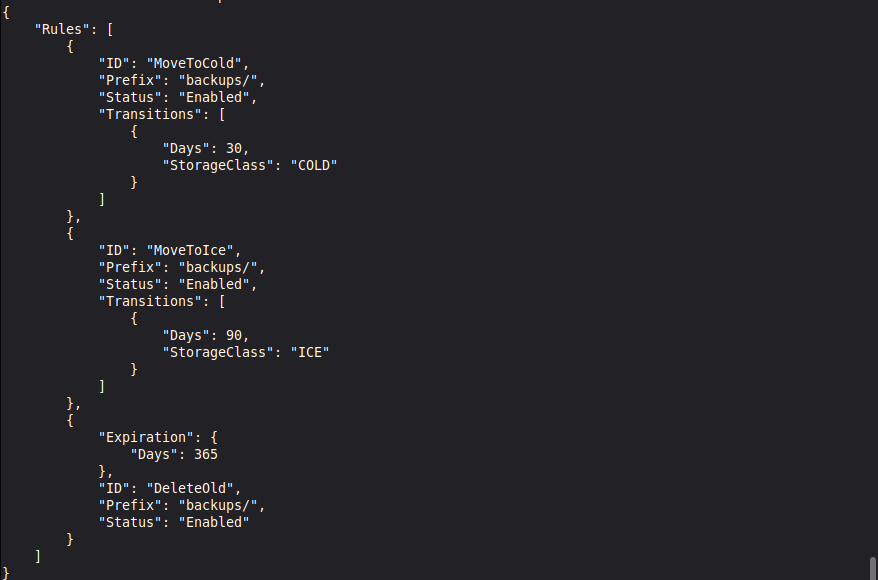 {
    "Rules": [
        {
            "ID": "MoveToCold",
            "Prefix": "backups/",
            "Status": "Enabled",
            "Transitions": [
                {
                    "Days": 30,
                    "StorageClass": "COLD"
                }
            ]
        },
        {
            "ID": "MoveToIce",
            "Prefix": "backups/",
            "Status": "Enabled",
            "Transitions": [
                {
                    "Days": 90,
                    "StorageClass": "ICE"
                }
            ]
        },
        {
            "Expiration": {
                "Days": 365
            },
            "ID": "DeleteOld",
            "Prefix": "backups/",
            "Status": "Enabled"
        }
    ]
}